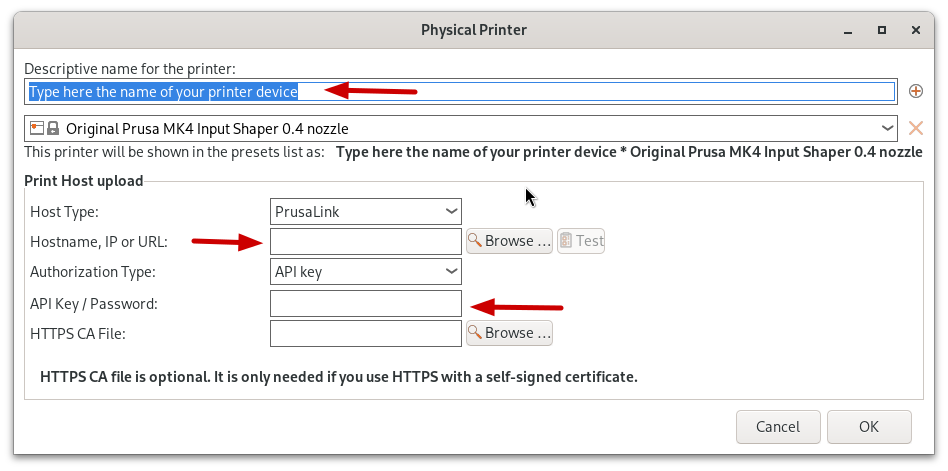 Physical Printer
Descriptive name for the printer:
Type here the name of your printer device
Original Prusa MK4 Input Shaper 0.4 nozzle
This printer will be shown in the presets list as: Type here the name of your printer device * Original Prusa MK4 Input Shaper 0.4 nozzle
Print Host upload
Host Type: PrusaLink
Hostname, IP or URL: Browse ... Test
Authorization Type: API key
API Key / Password:
HTTPS CA File: Browse ...
HTTPS CA file is optional. It is only needed if you use HTTPS with a self-signed certificate.
Cancel OK